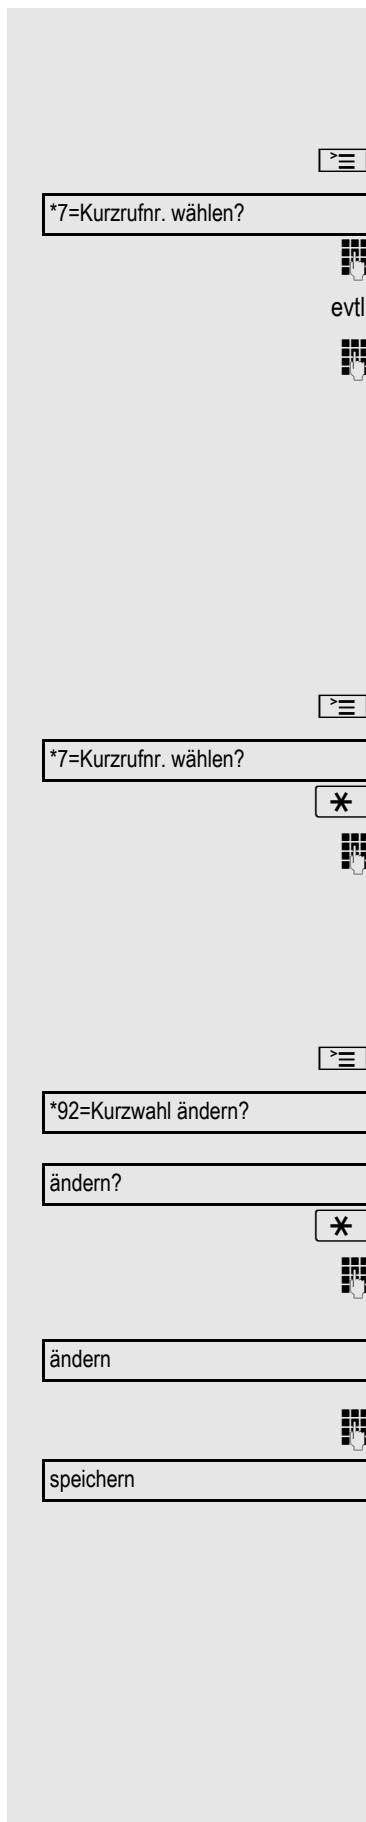 *7=Kurzrufnr. wählen?
evtl
*7=Kurzrufnr. wählen?
*92=Kurzwahl ändern?
ändern?
ändern
speichern